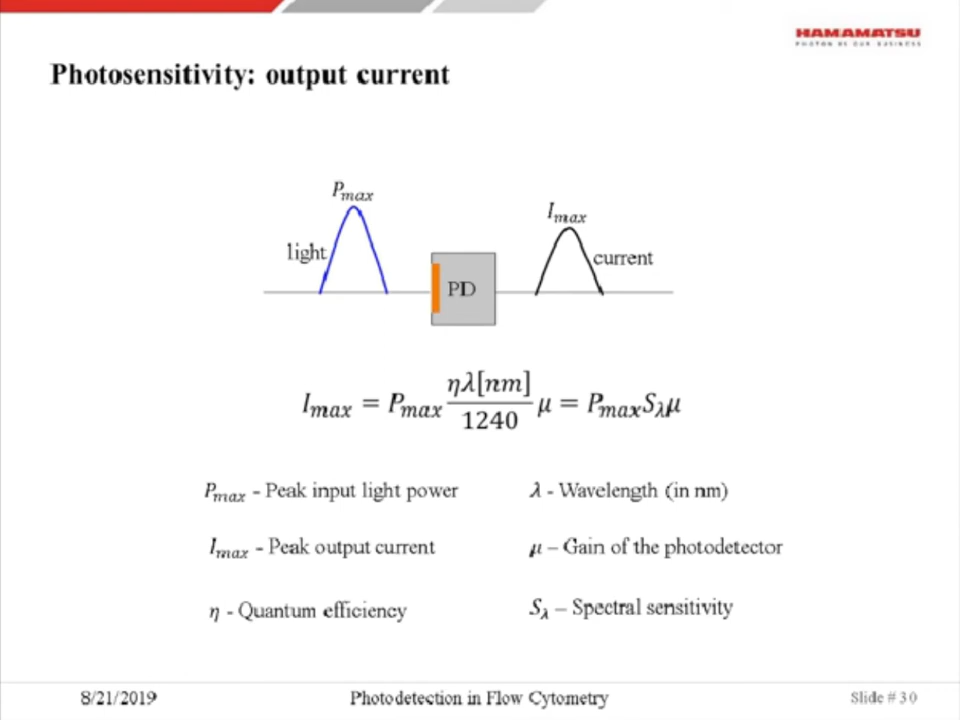 HAMAMATSU
PHOTON IS OUR BUSINESS
Photosensitivity: output current
P_max
I_max
light
current
PD
I_max = P_max ηλ[nm]/1240 μ = P_max S_λ μ
P_max - Peak input light power
λ - Wavelength (in nm)
I_max - Peak output current
μ – Gain of the photodetector
η - Quantum efficiency
S_λ – Spectral sensitivity
8/21/2019
Photodetection in Flow Cytometry
Slide # 30